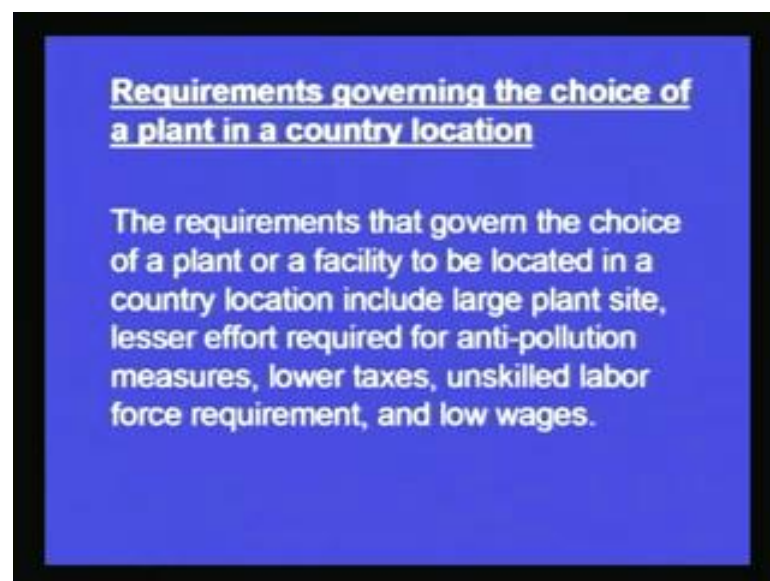 Requirements governing the choice of
a plant in a country location
The requirements that govern the choice
of a plant or a facility to be located in a
country location include large plant site,
lesser effort required for anti-pollution
measures, lower taxes, unskilled labor
force requirement, and low wages.